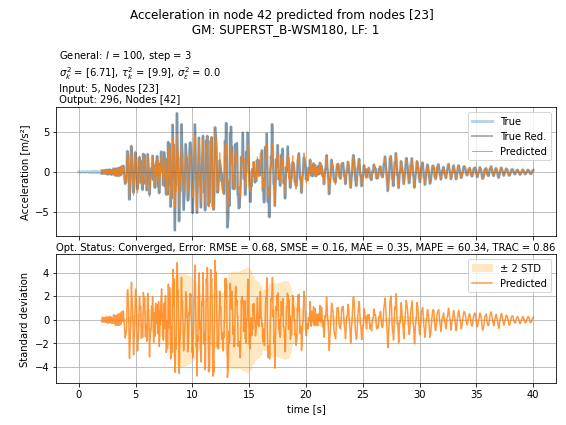 Acceleration in node 42 predicted from nodes [23]
GM: SUPERST_B-WSM180, LF: 1
General: l = 100, step = 3
σ²ₖ = [6.71], τ²ₖ = [9.9], σ²ε = 0.0
Input: 5, Nodes [23]
Output: 296, Nodes [42]
Acceleration [m/s²]
5
0
−5
True
True Red.
Predicted
Opt. Status: Converged, Error: RMSE = 0.68, SMSE = 0.16, MAE = 0.35, MAPE = 60.34, TRAC = 0.86
Standard deviation
4
2
0
−2
−4
± 2 STD
Predicted
0 5 10 15 20 25 30 35 40
time [s]